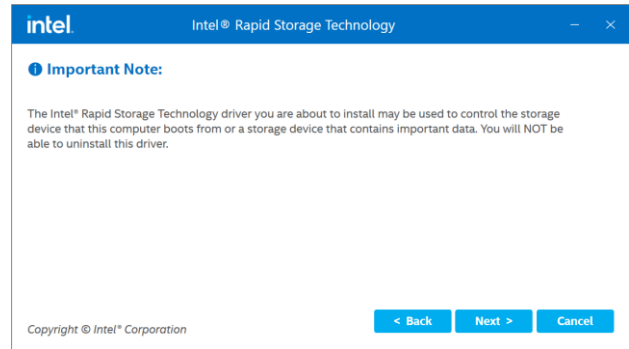 intel.
Intel® Rapid Storage Technology
Important Note:
The Intel® Rapid Storage Technology driver you are about to install may be used to control the storage
device that this computer boots from or a storage device that contains important data. You will NOT be
able to uninstall this driver.
Copyright © Intel® Corporation
< Back
Next >
Cancel